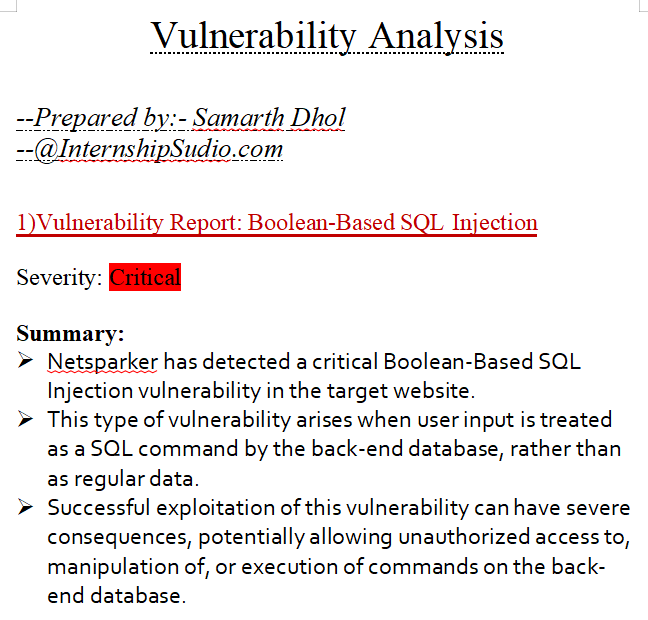 Vulnerability Analysis
--Prepared by:- Samarth Dhol
--@InternshipSudio.com
1)Vulnerability Report: Boolean-Based SQL Injection
Severity: Critical
Summary:
➢ Netsparker has detected a critical Boolean-Based SQL
Injection vulnerability in the target website.
➢ This type of vulnerability arises when user input is treated
as a SQL command by the back-end database, rather than
as regular data.
➢ Successful exploitation of this vulnerability can have severe
consequences, potentially allowing unauthorized access to,
manipulation of, or execution of commands on the back-
end database.